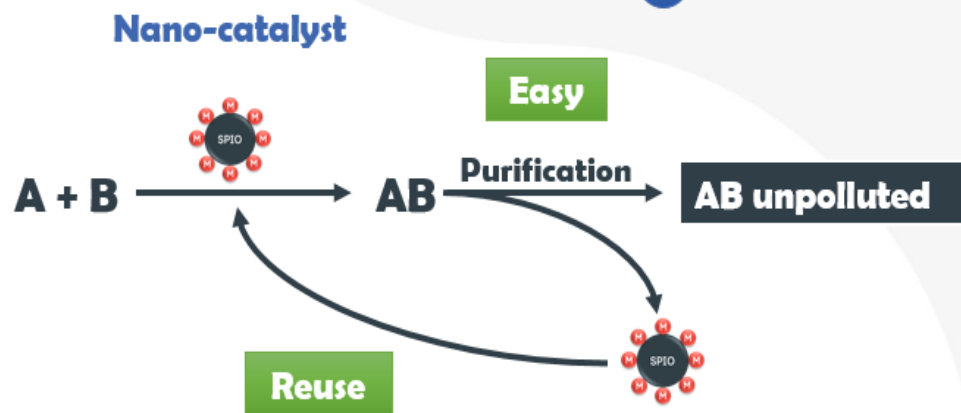 Nano-catalyst
Easy
M M M M M M M M
SPIO
A + B
AB
Purification
AB unpolluted
M M M M M M M M
SPIO
Reuse